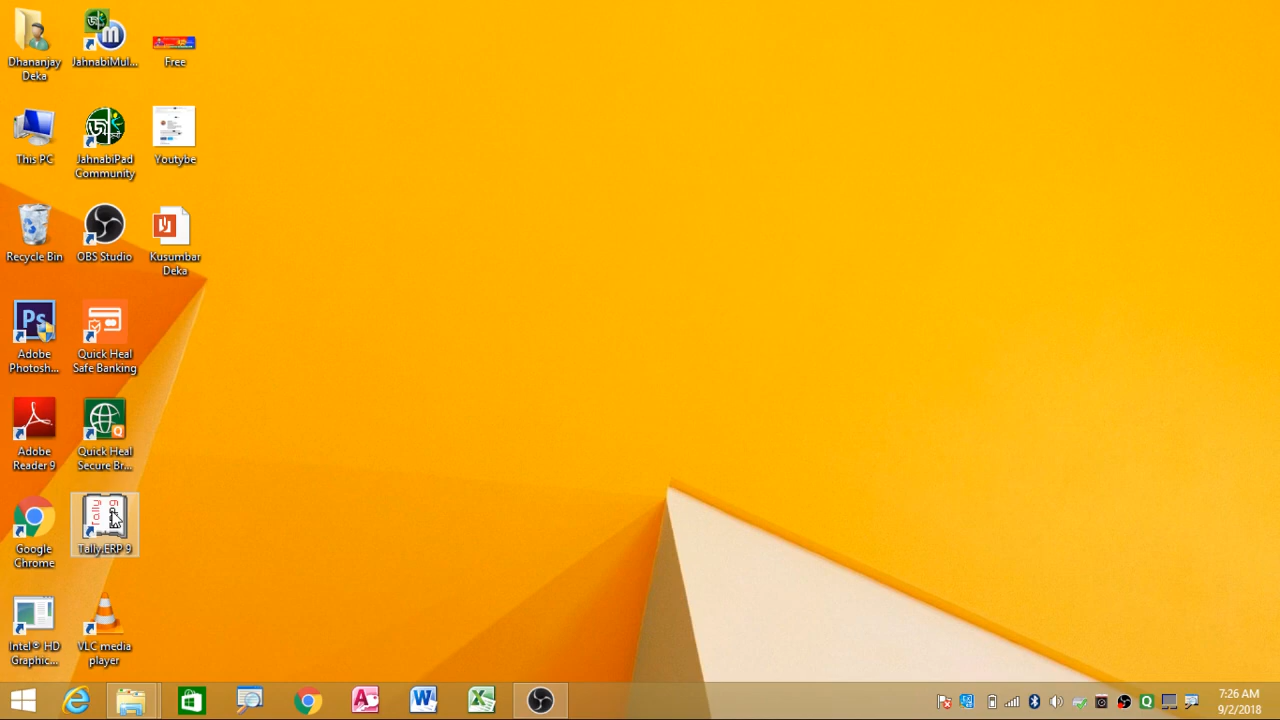 Dhananjay
Deka
JahnabiMul...
Free
This PC
JahnabiPad
Community
Youtybe
Recycle Bin
OBS Studio
Kusumbar
Deka
Ps
Adobe
Photosh...
Quick Heal
Safe Banking
Adobe
Reader 9
Quick Heal
Secure Br...
Google
Chrome
Tally
Tally.ERP 9
Intel® HD
Graphic...
VLC media
player
7:26 AM
9/2/2018